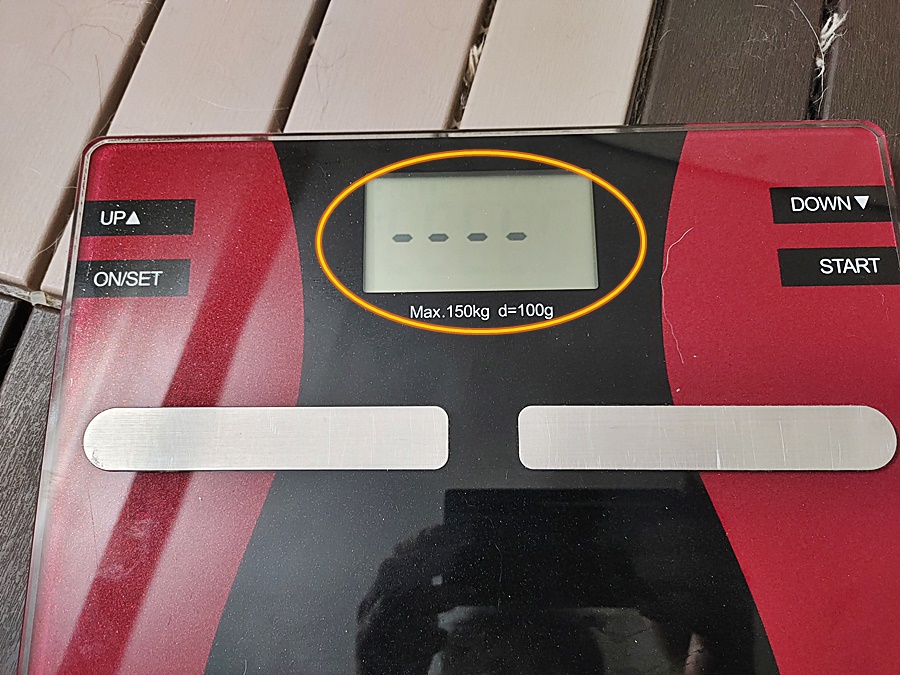 UP▲
DOWN▼
ON/SET
START
- - - -
Max.150kg d=100g